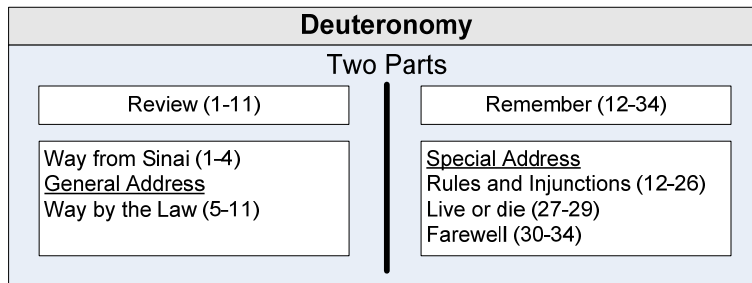 Deuteronomy
Two Parts
Review (1-11)
Way from Sinai (1-4)
General Address
Way by the Law (5-11)
Remember (12-34)
Special Address
Rules and Injunctions (12-26)
Live or die (27-29)
Farewell (30-34)